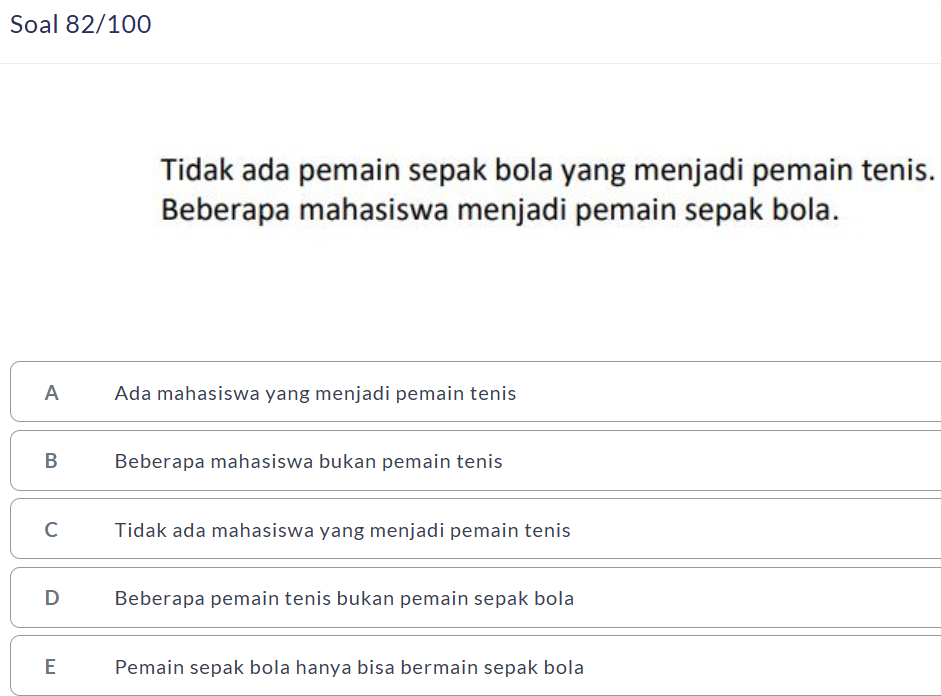 Soal 82/100
Tidak ada pemain sepak bola yang menjadi pemain tenis.
Beberapa mahasiswa menjadi pemain sepak bola.
A Ada mahasiswa yang menjadi pemain tenis
B Beberapa mahasiswa bukan pemain tenis
C Tidak ada mahasiswa yang menjadi pemain tenis
D Beberapa pemain tenis bukan pemain sepak bola
E Pemain sepak bola hanya bisa bermain sepak bola